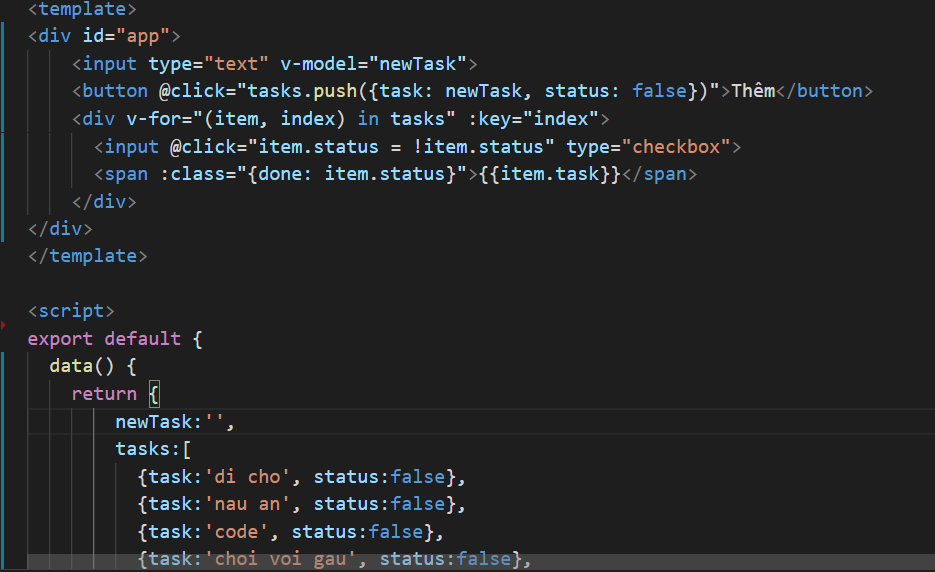 <template>
<div id="app">
<input type="text" v-model="newTask">
<button @click="tasks.push({task: newTask, status: false})">Thêm</button>
<div v-for="(item, index) in tasks" :key="index">
<input @click="item.status = !item.status" type="checkbox">
<span :class="{done: item.status}">{{item.task}}</span>
</div>
</div>
</template>
<script>
export default {
data() {
return {
newTask:'',
tasks:[
{task:'di cho', status:false},
{task:'nau an', status:false},
{task:'code', status:false},
{task:'choi voi gau', status:false},